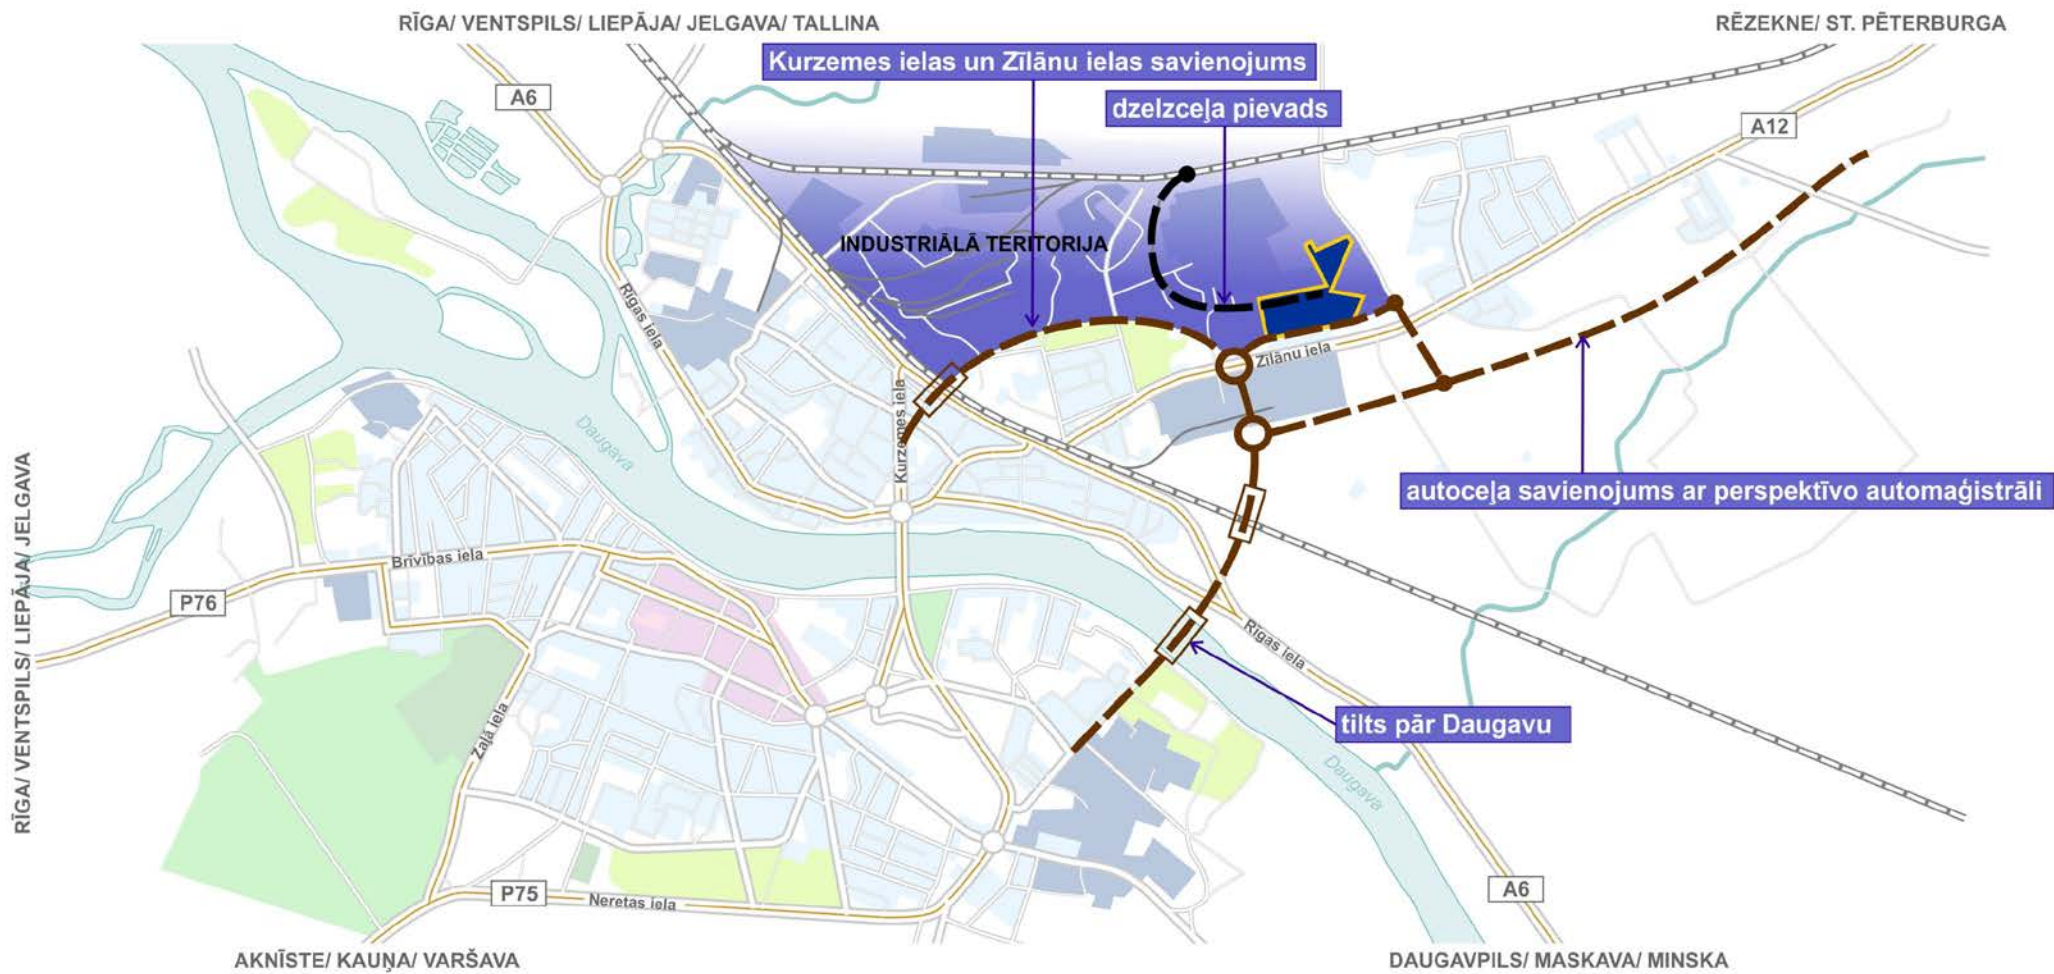 RĪGA/ VENTSPILS/ LIEPĀJA/ JELGAVA/ TALLINA
RĒZEKNE/ ST. PĒTERBURGA
Kurzemes ielas un Zīlānu ielas savienojums
A6
dzelzceļa pievads
A12
INDUSTRIĀLĀ TERITORIJA
Rīgas iela
Zīlānu iela
Kurzemes iela
Daugava
autoceļa savienojums ar perspektīvo automaģistrāli
RĪGA/ VENTSPILS/ LIEPĀJA/ JELGAVA
Brīvības iela
P76
Rīgas iela
Zaļā iela
tilts pār Daugavu
Daugava
P75
Neretas iela
A6
AKNĪSTE/ KAUŅA/ VARŠAVA
DAUGAVPILS/ MASKAVA/ MINSKA